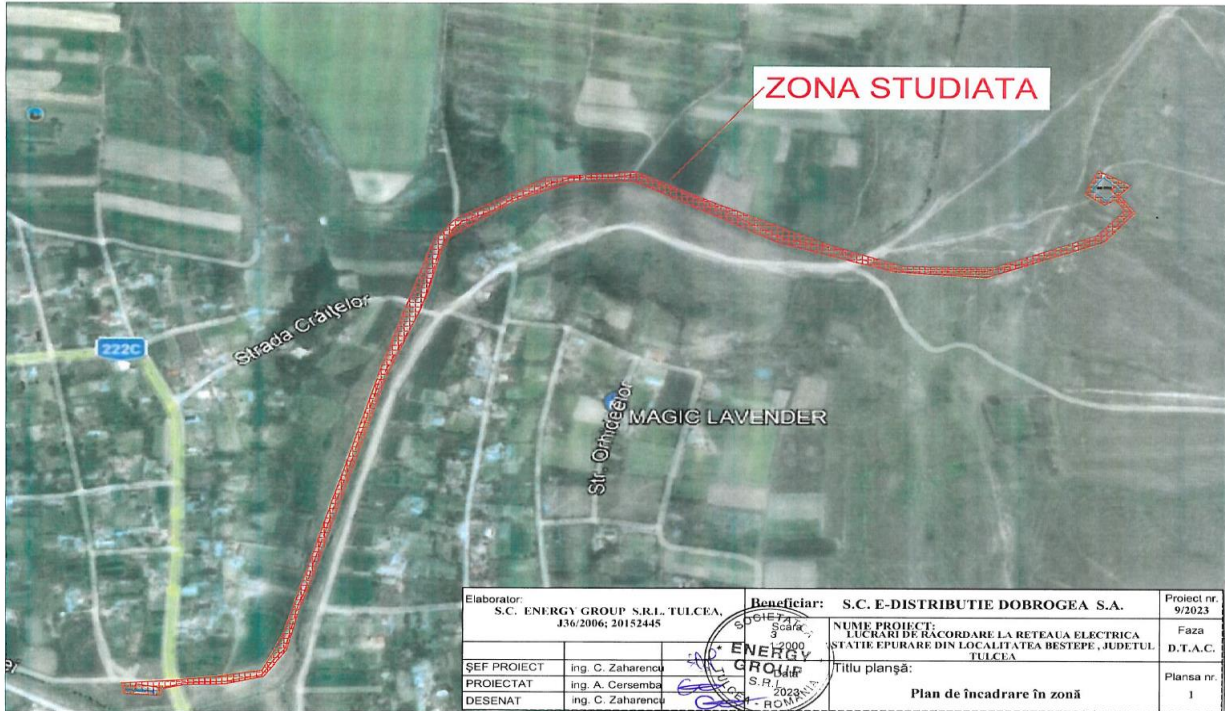 ZONA STUDIATA
Strada Crăițelor
222C
MAGIC LAVENDER
Str. Orhideelor
Elaborator:
S.C. ENERGY GROUP S.R.L. TULCEA,
J36/2006; 20152445
Beneficiar:
S.C. E-DISTRIBUTIE DOBROGEA S.A.
Proiect nr.
9/2023
Scara
1:2000
NUME PROIECT:
LUCRARI DE RACORDARE LA RETEAUA ELECTRICA
STATIE EPURARE DIN LOCALITATEA BESTEPE, JUDETUL
TULCEA
Faza
D.T.A.C.
ŞEF PROIECT
ing. C. Zaharencu
PROIECTAT
ing. A. Cersemba
DESENAT
ing. C. Zaharencu
Data
2023
Titlu planşă:
Plan de încadrare în zonă
Plansa nr.
1
SOCIETATEA
3
ENERGY
GROUP
S.R.L.
TULCEA - ROMANIA